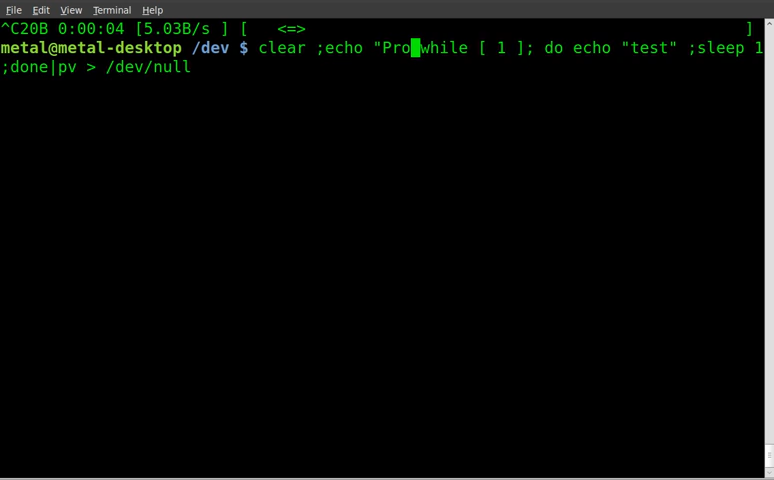 File Edit View Terminal Help
^C20B 0:00:04 [5.03B/s ] [   <=>                                               ]
metal@metal-desktop /dev $ clear ;echo "Pro while [ 1 ]; do echo "test" ;sleep 1
;done|pv > /dev/null